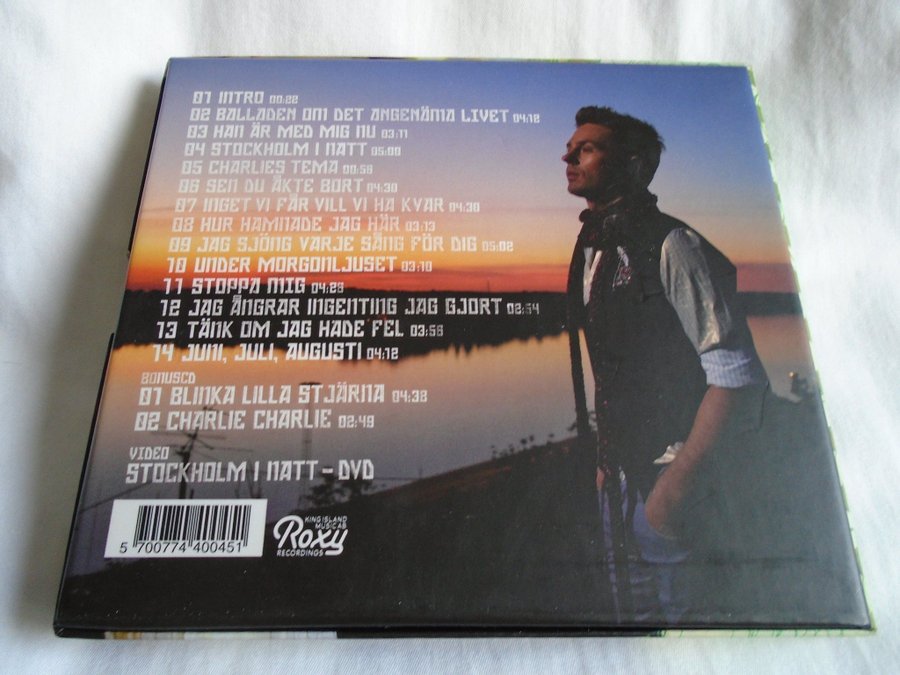 01 INTRO 00:22
02 BALLADEN OM DET ANGENÄMA LIVET 04:12
03 HAN ÄR MED MIG NU 03:11
04 STOCKHOLM I NATT 05:00
05 CHARLIES TEMA 00:58
06 SEN DU ÅKTE BORT 04:30
07 INGET VI FÅR VILL VI HA KVAR 04:30
08 HUR HAMNADE JAG HÄR 03:13
09 JAG SJÖNG VARJE SÅNG FÖR DIG 05:02
10 UNDER MORGONLJUSET 03:10
11 STOPPA MIG 04:29
12 JAG ÅNGRAR INGENTING JAG GJORT 02:54
13 TÄNK OM JAG HADE FEL 03:56
14 JUNI, JULI, AUGUSTI 04:12
BONUSCD
01 BLINKA LILLA STJÄRNA 04:32
02 CHARLIE CHARLIE 02:49
VIDEO
STOCKHOLM I NATT - DVD
5 700774 400451
KING ISLAND
MUSIC AB
Roxy
RECORDINGS